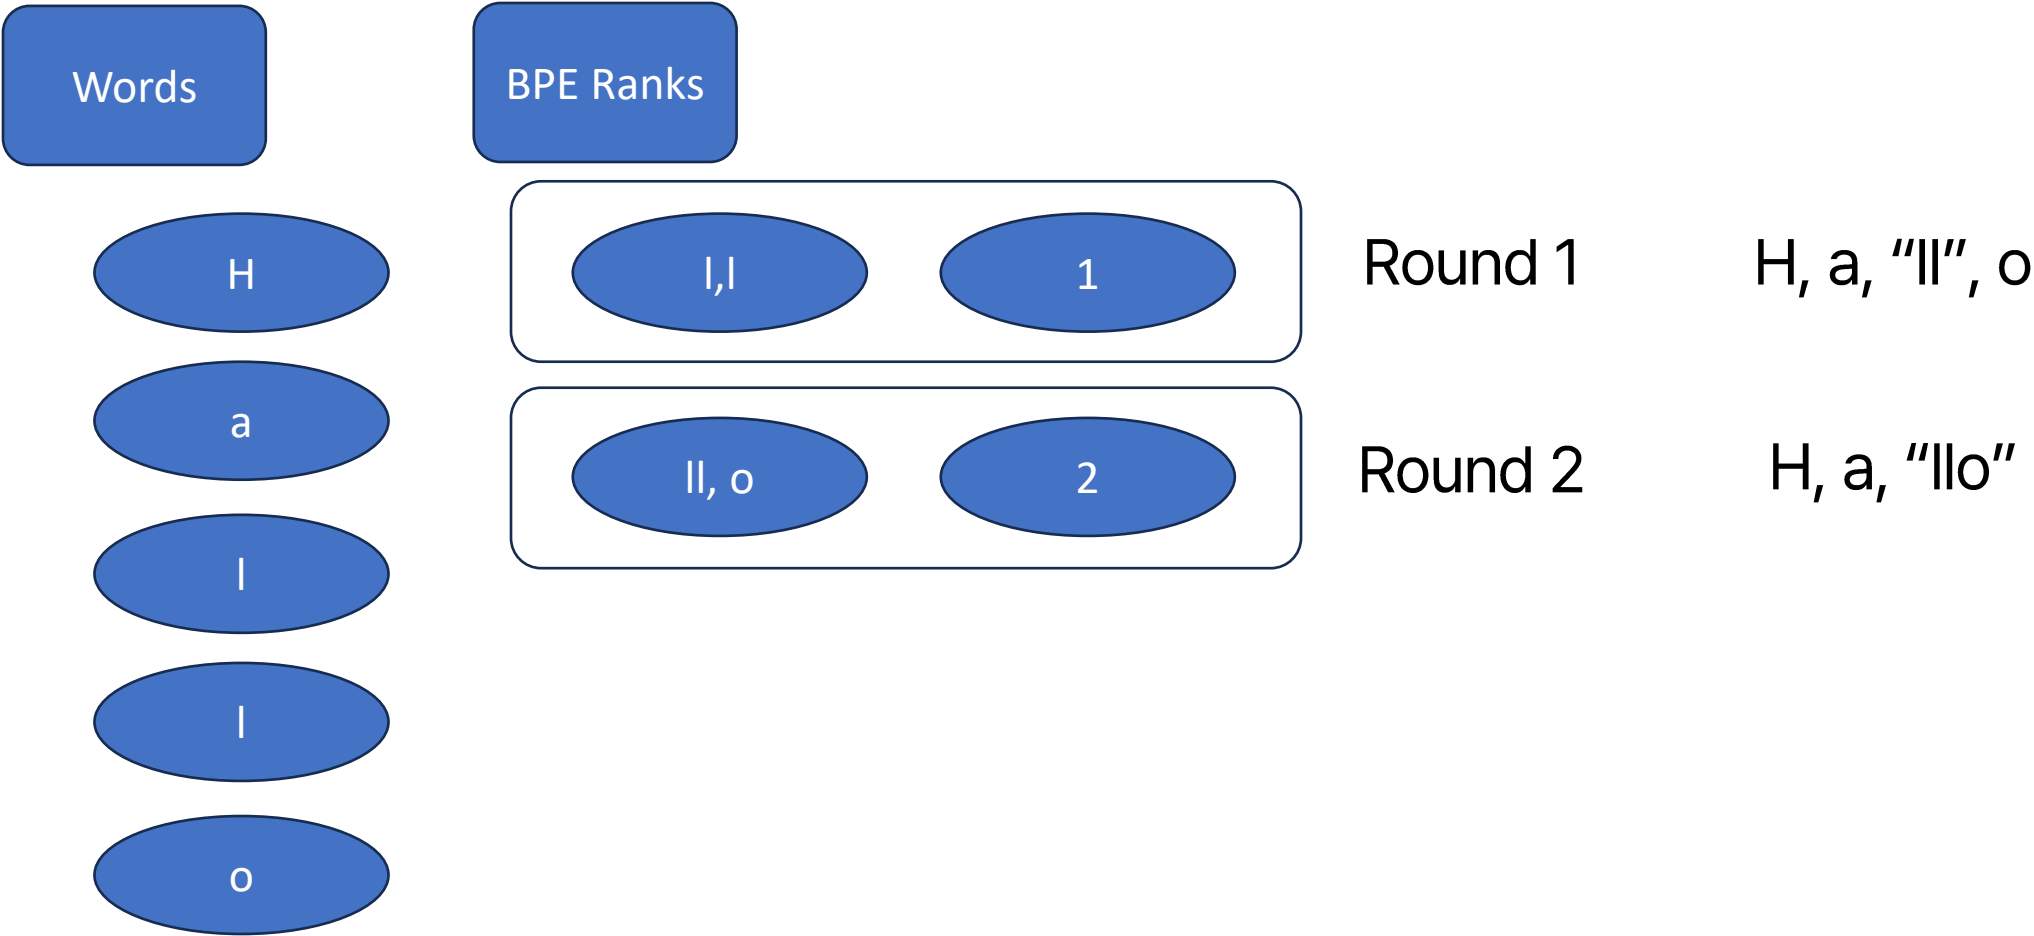 Words
BPE Ranks
H
a
l
l
o
l,l
1
Round 1
H, a, “ll”, o
ll, o
2
Round 2
H, a, “llo”